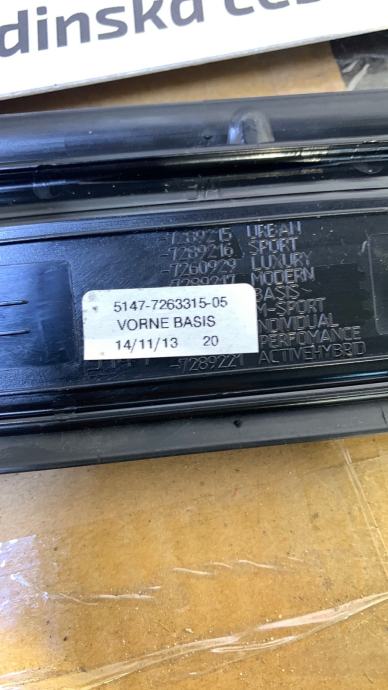 dinska
-7289215 URBAN
-7289216 SPORT
-7260929 LUXURY
-7289217 MODERN
BASIS
M-SPORT
INDIVIDUAL
PERFOMANCE
-7289221 ACTIVEHYBRID
5147-7263315-05
VORNE BASIS
14/11/13 20